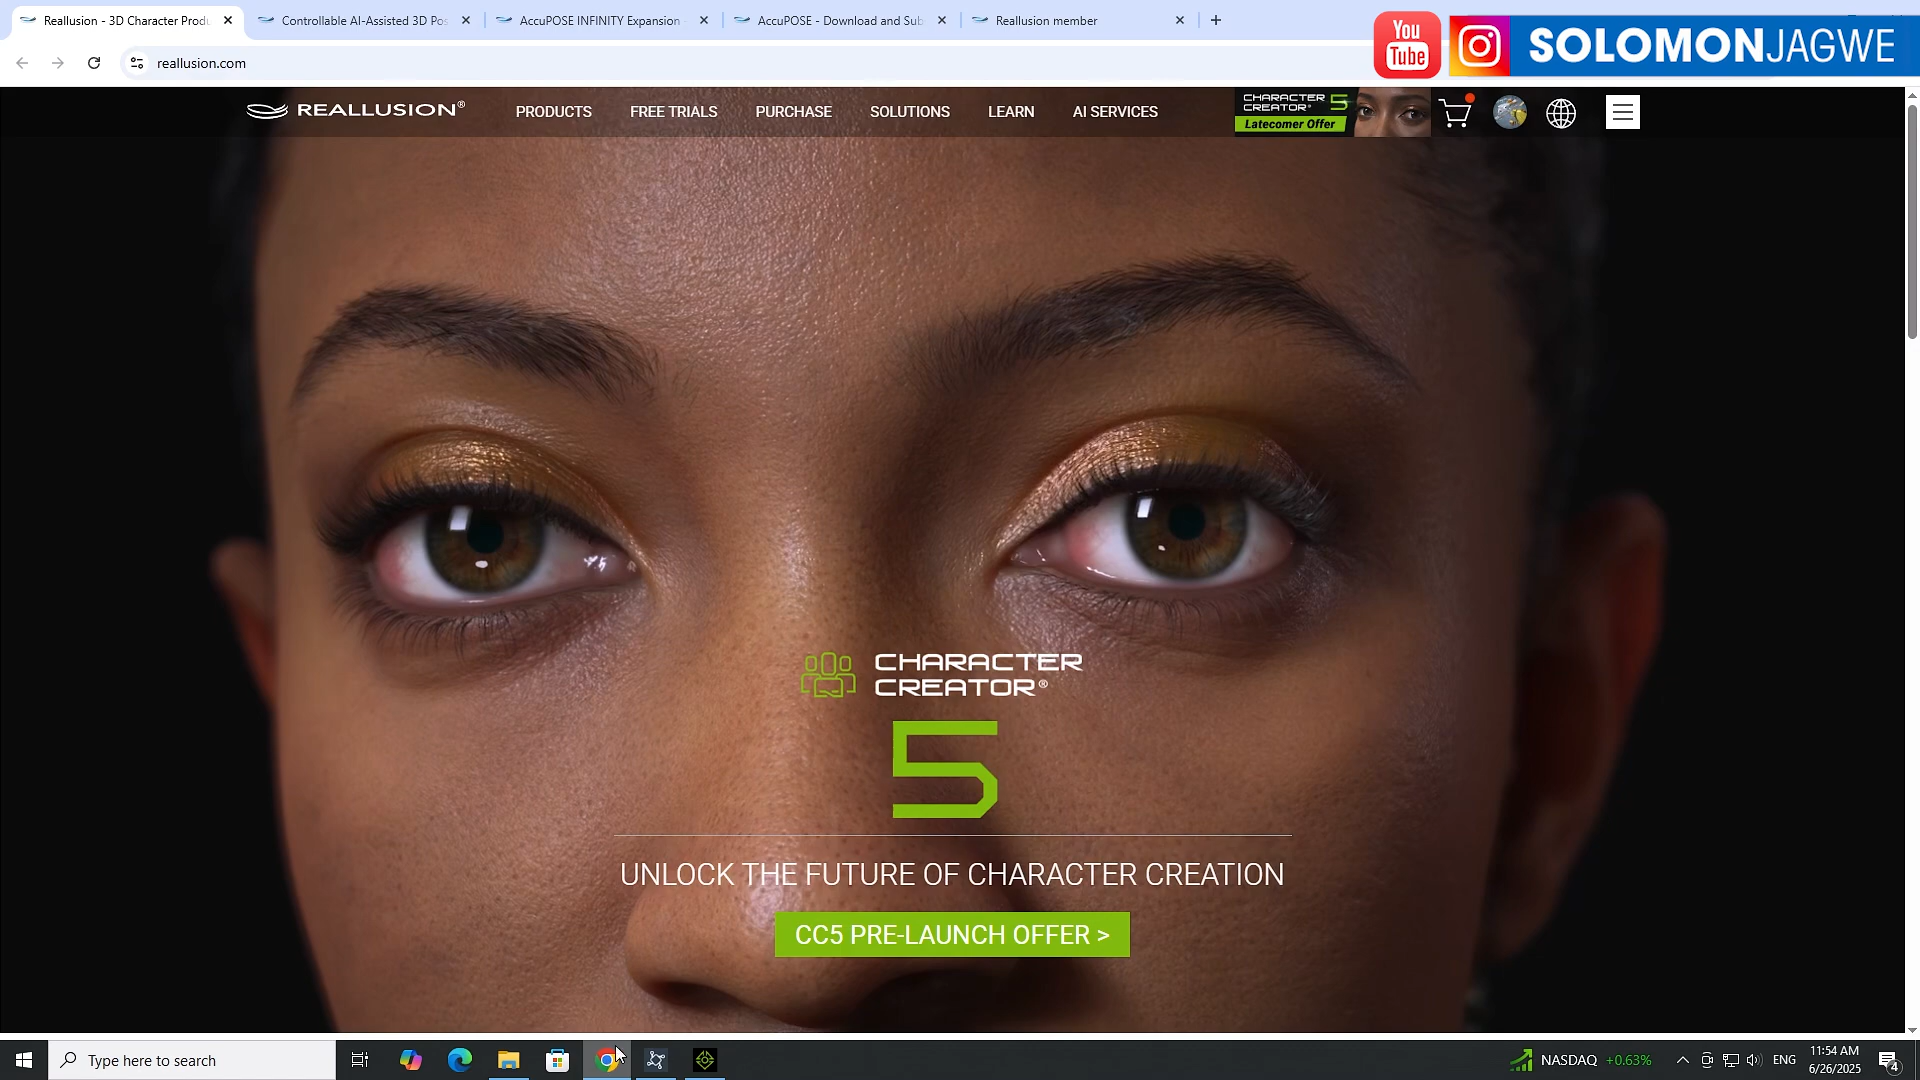 Reallusion - 3D Character Produ
Controllable AI-Assisted 3D Pos
AccuPOSE INFINITY Expansion
AccuPOSE - Download and Sub
Reallusion member
reallusion.com
You
Tube
SOLOMONJAGWE
REALLUSION®
PRODUCTS
FREE TRIALS
PURCHASE
SOLUTIONS
LEARN
AI SERVICES
CHARACTER
CREATOR® 5
Latecomer Offer
CHARACTER
CREATOR®
5
UNLOCK THE FUTURE OF CHARACTER CREATION
CC5 PRE-LAUNCH OFFER >
Type here to search
NASDAQ +0.63%
ENG
11:54 AM
6/26/2025
4